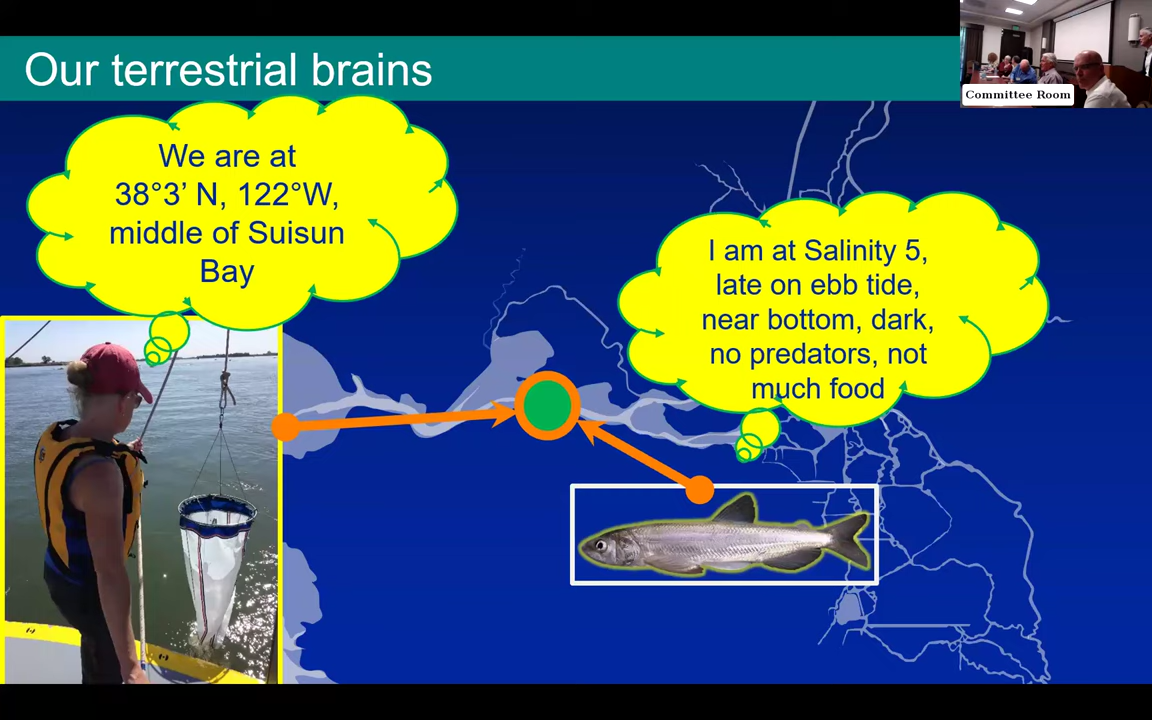 Our terrestrial brains
Committee Room
We are at
38°3’ N, 122°W,
middle of Suisun
Bay
I am at Salinity 5,
late on ebb tide,
near bottom, dark,
no predators, not
much food